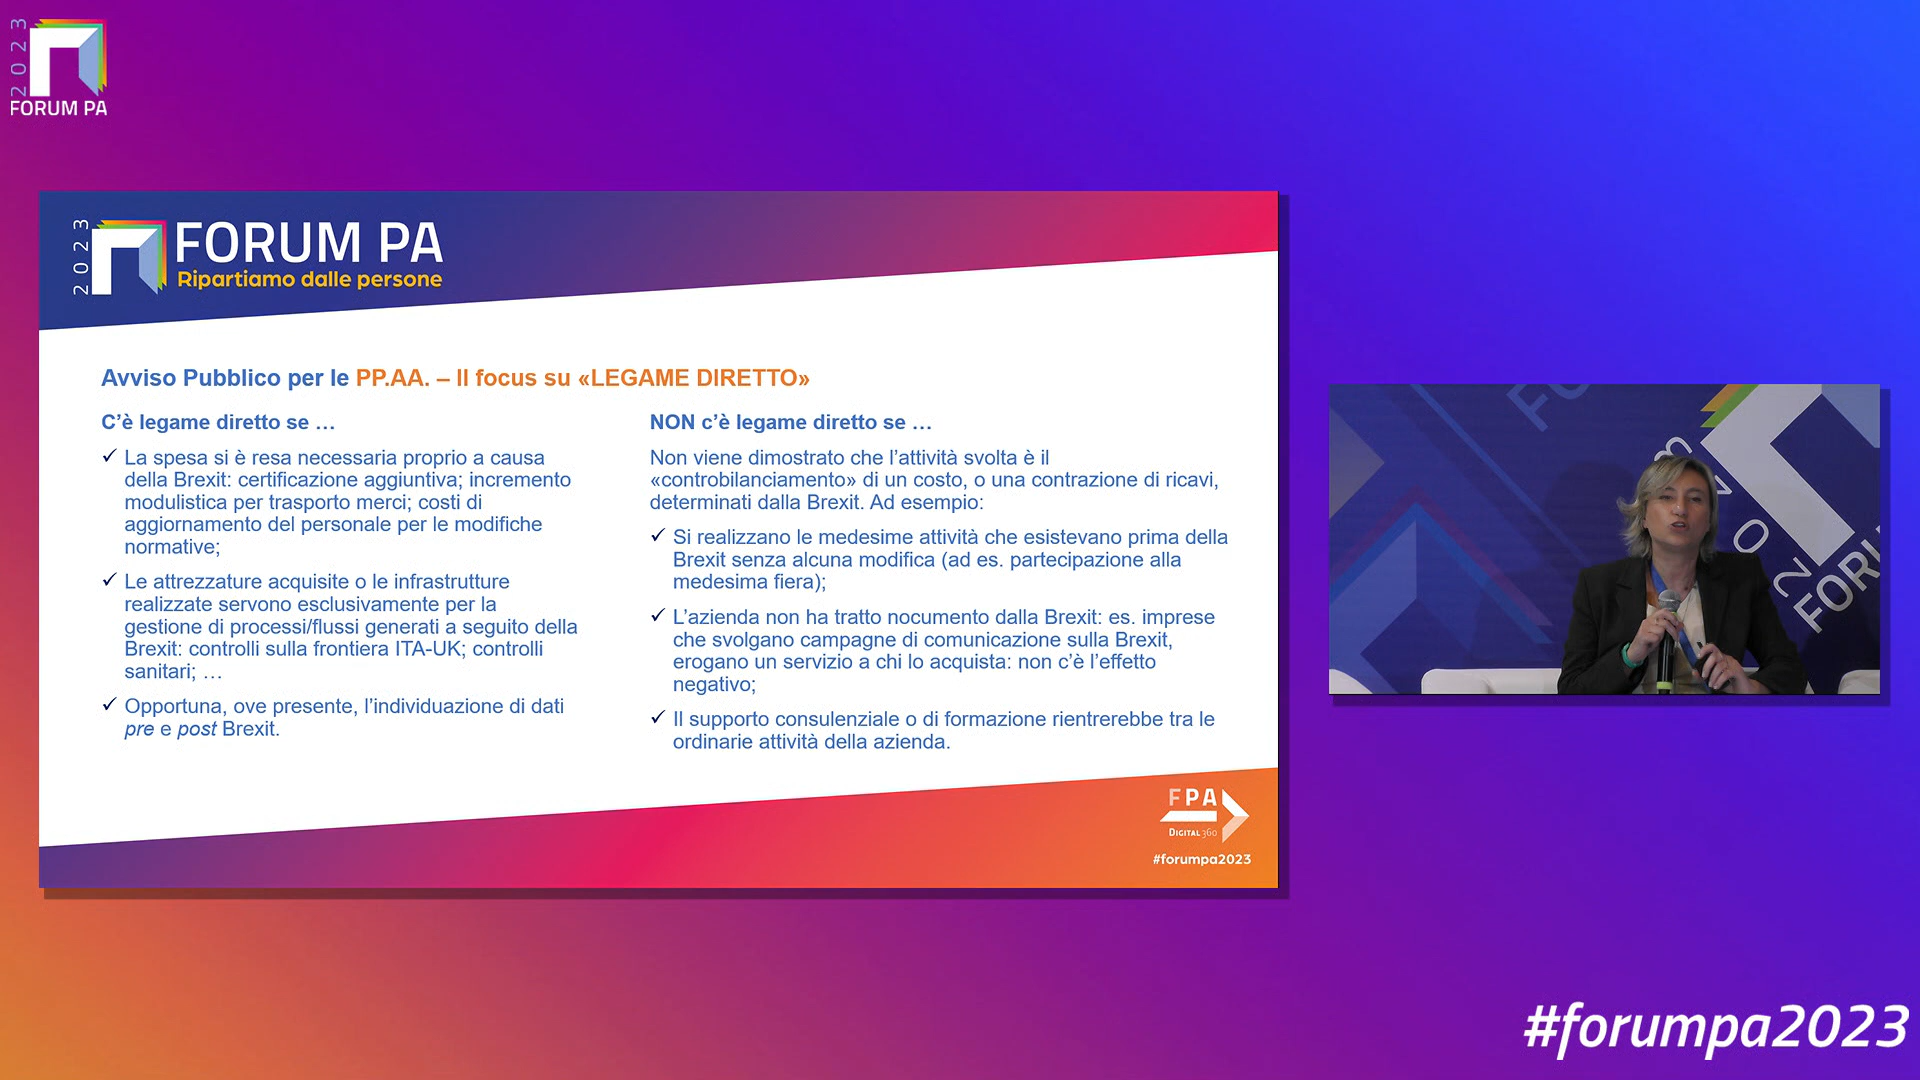 2023
FORUM PA
2023
FORUM PA
Ripartiamo dalle persone
Avviso Pubblico per le PP.AA. – Il focus su «LEGAME DIRETTO»
C’è legame diretto se …
✓ La spesa si è resa necessaria proprio a causa
della Brexit: certificazione aggiuntiva; incremento
modulistica per trasporto merci; costi di
aggiornamento del personale per le modifiche
normative;
✓ Le attrezzature acquisite o le infrastrutture
realizzate servono esclusivamente per la
gestione di processi/flussi generati a seguito della
Brexit: controlli sulla frontiera ITA-UK; controlli
sanitari; …
✓ Opportuna, ove presente, l’individuazione di dati
pre e post Brexit.
NON c’è legame diretto se …
Non viene dimostrato che l’attività svolta è il
«controbilanciamento» di un costo, o una contrazione di ricavi,
determinati dalla Brexit. Ad esempio:
✓ Si realizzano le medesime attività che esistevano prima della
Brexit senza alcuna modifica (ad es. partecipazione alla
medesima fiera);
✓ L’azienda non ha tratto nocumento dalla Brexit: es. imprese
che svolgano campagne di comunicazione sulla Brexit,
erogano un servizio a chi lo acquista: non c’è l’effetto
negativo;
✓ Il supporto consulenziale o di formazione rientrerebbe tra le
ordinarie attività della azienda.
FPA
DIGITAL360
#forumpa2023
#forumpa2023